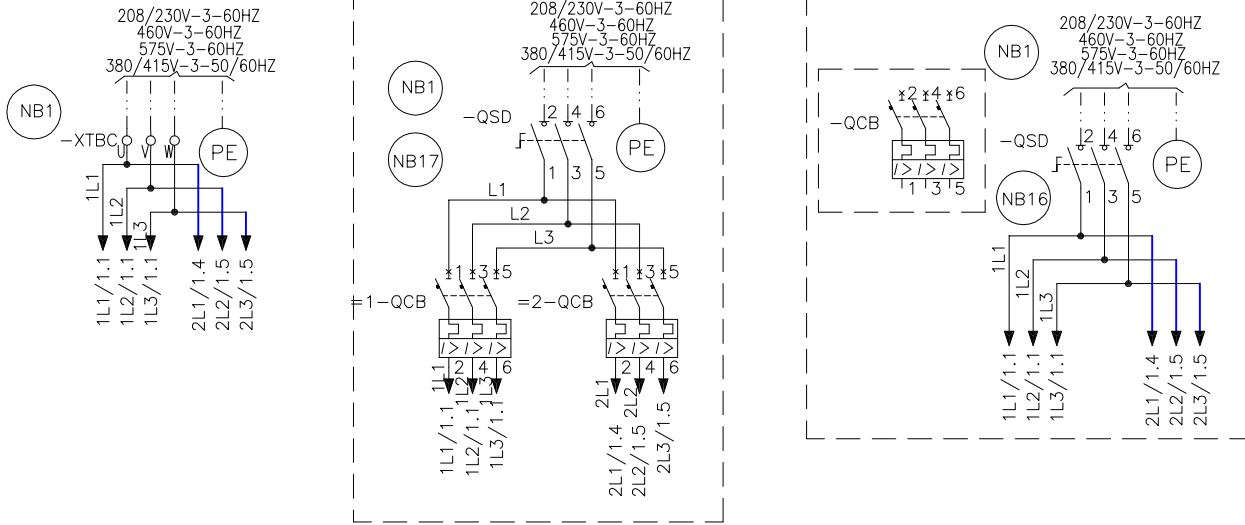 208/230V-3-60HZ
460V-3-60HZ
575V-3-60HZ
380/415V-3-50/60HZ
NB1
-XTBC
U V W
PE
1L1
1L2
1L3
1L1/1.1
1L2/1.1
1L3/1.1
2L1/1.4
2L2/1.5
2L3/1.5
208/230V-3-60HZ
460V-3-60HZ
575V-3-60HZ
380/415V-3-50/60HZ
NB1
NB17
-QSD
2 4 6
PE
1 3 5
L1
L2
L3
1 3 5
1 3 5
=1-QCB
=2-QCB
I> I> I>
I> I> I>
2 4 6
2 4 6
1L1
1L2
1L3
2L1
2L2
1L1/1.1
1L2/1.1
1L3/1.1
2L1/1.4
2L2/1.5
2L3/1.5
208/230V-3-60HZ
460V-3-60HZ
575V-3-60HZ
380/415V-3-50/60HZ
NB1
2 4 6
-QCB
I> I> I>
1 3 5
-QSD
2 4 6
PE
NB16
1 3 5
1L1
1L2
1L3
1L1/1.1
1L2/1.1
1L3/1.1
2L1/1.4
2L2/1.5
2L3/1.5